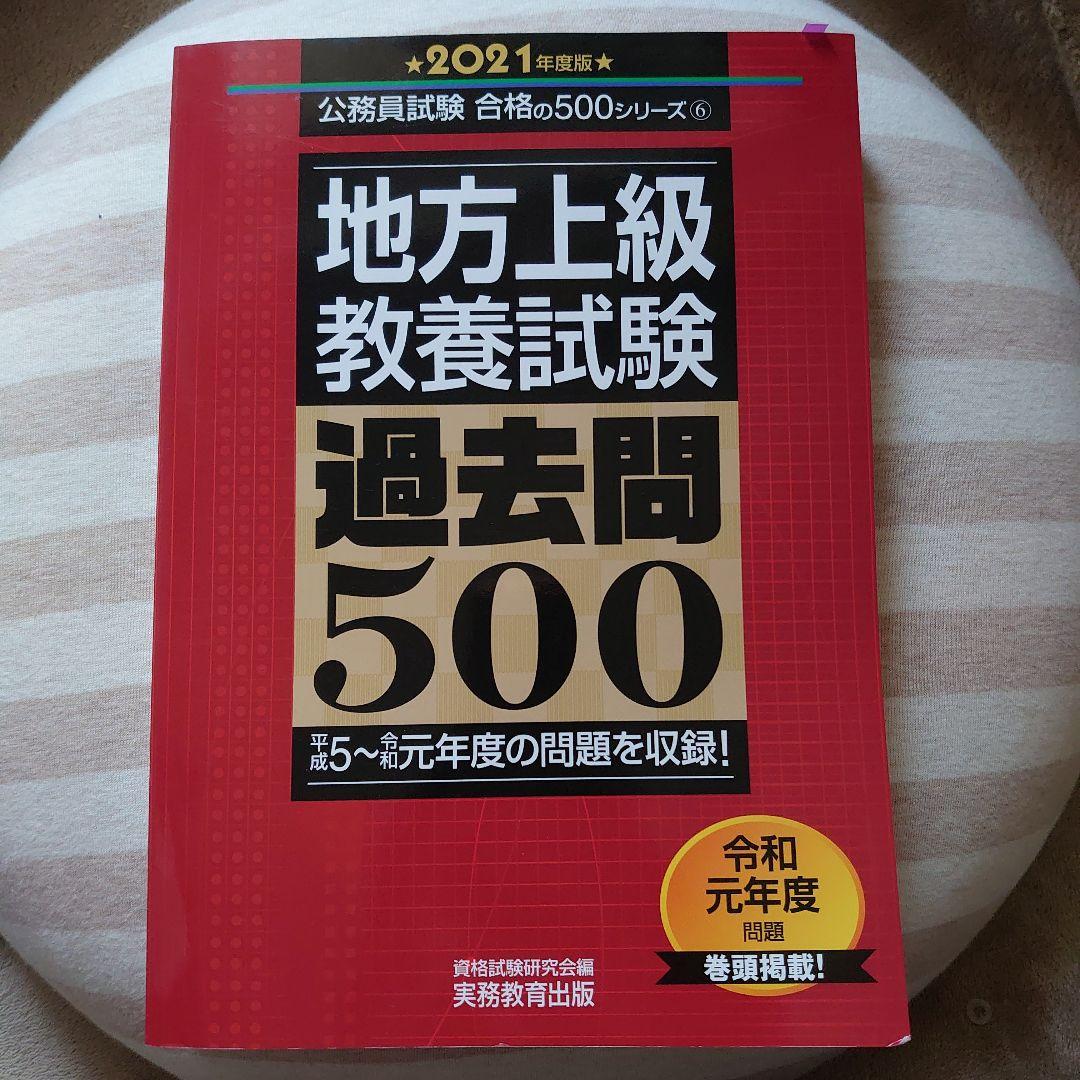 ★2021年度版★
公務員試験 合格の500シリーズ⑥
地方上級
教養試験
過去問
500
平成5～令和元年度の問題を収録!
令和
元年度
問題
巻頭掲載!
資格試験研究会編
実務教育出版